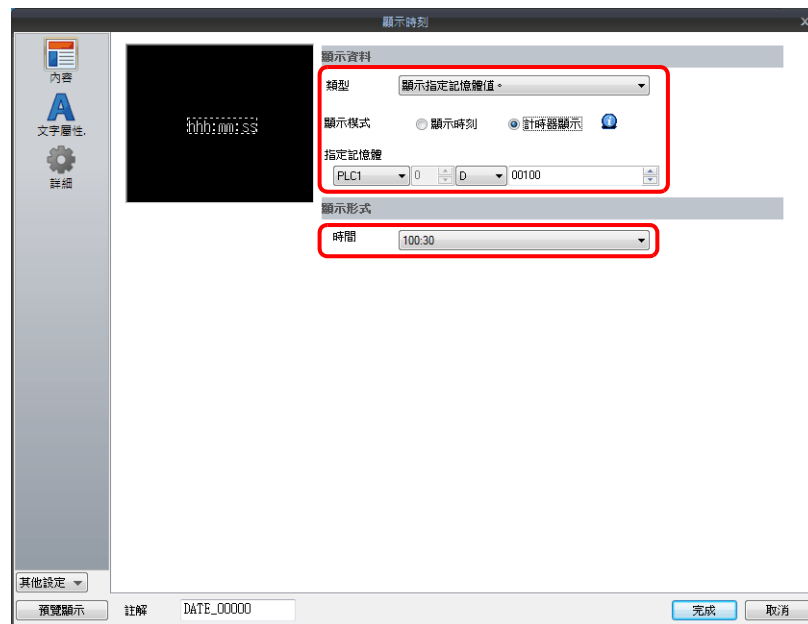 顯示時刻
x
內容
文字屬性.
詳細
hhh:mm:ss
顯示資料
類型
顯示指定記憶體值。
顯示模式
顯示時刻
計時器顯示
指定記憶體
PLC1
0
D
00100
顯示形式
時間
100:30
其他設定
預覽顯示
註解
DATE_00000
完成
取消